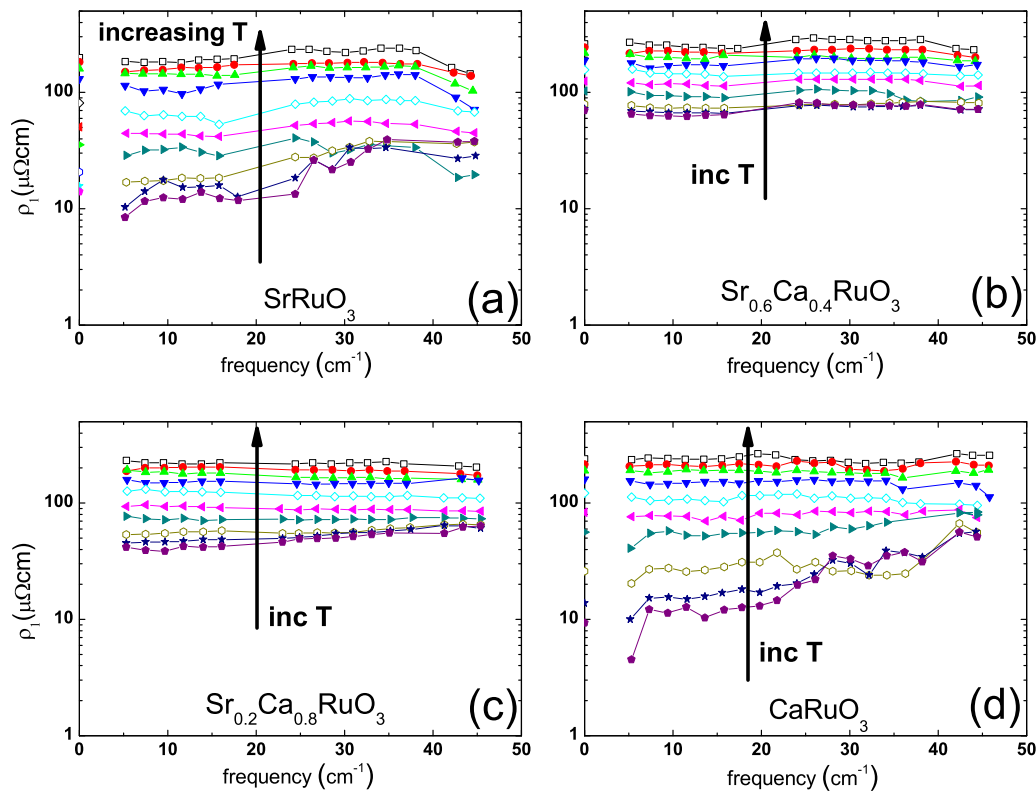 increasing T
100
10
1
ρ₁(μΩcm)
SrRuO₃
(a)
0 10 20 30 40 50
frequency (cm⁻¹)
100
10
1
inc T
Sr₀.₆Ca₀.₄RuO₃
(b)
0 10 20 30 40 50
frequency (cm⁻¹)
100
10
1
ρ₁(μΩcm)
inc T
Sr₀.₂Ca₀.₈RuO₃
(c)
0 10 20 30 40 50
frequency (cm⁻¹)
100
10
1
inc T
CaRuO₃
(d)
0 10 20 30 40 50
frequency (cm⁻¹)